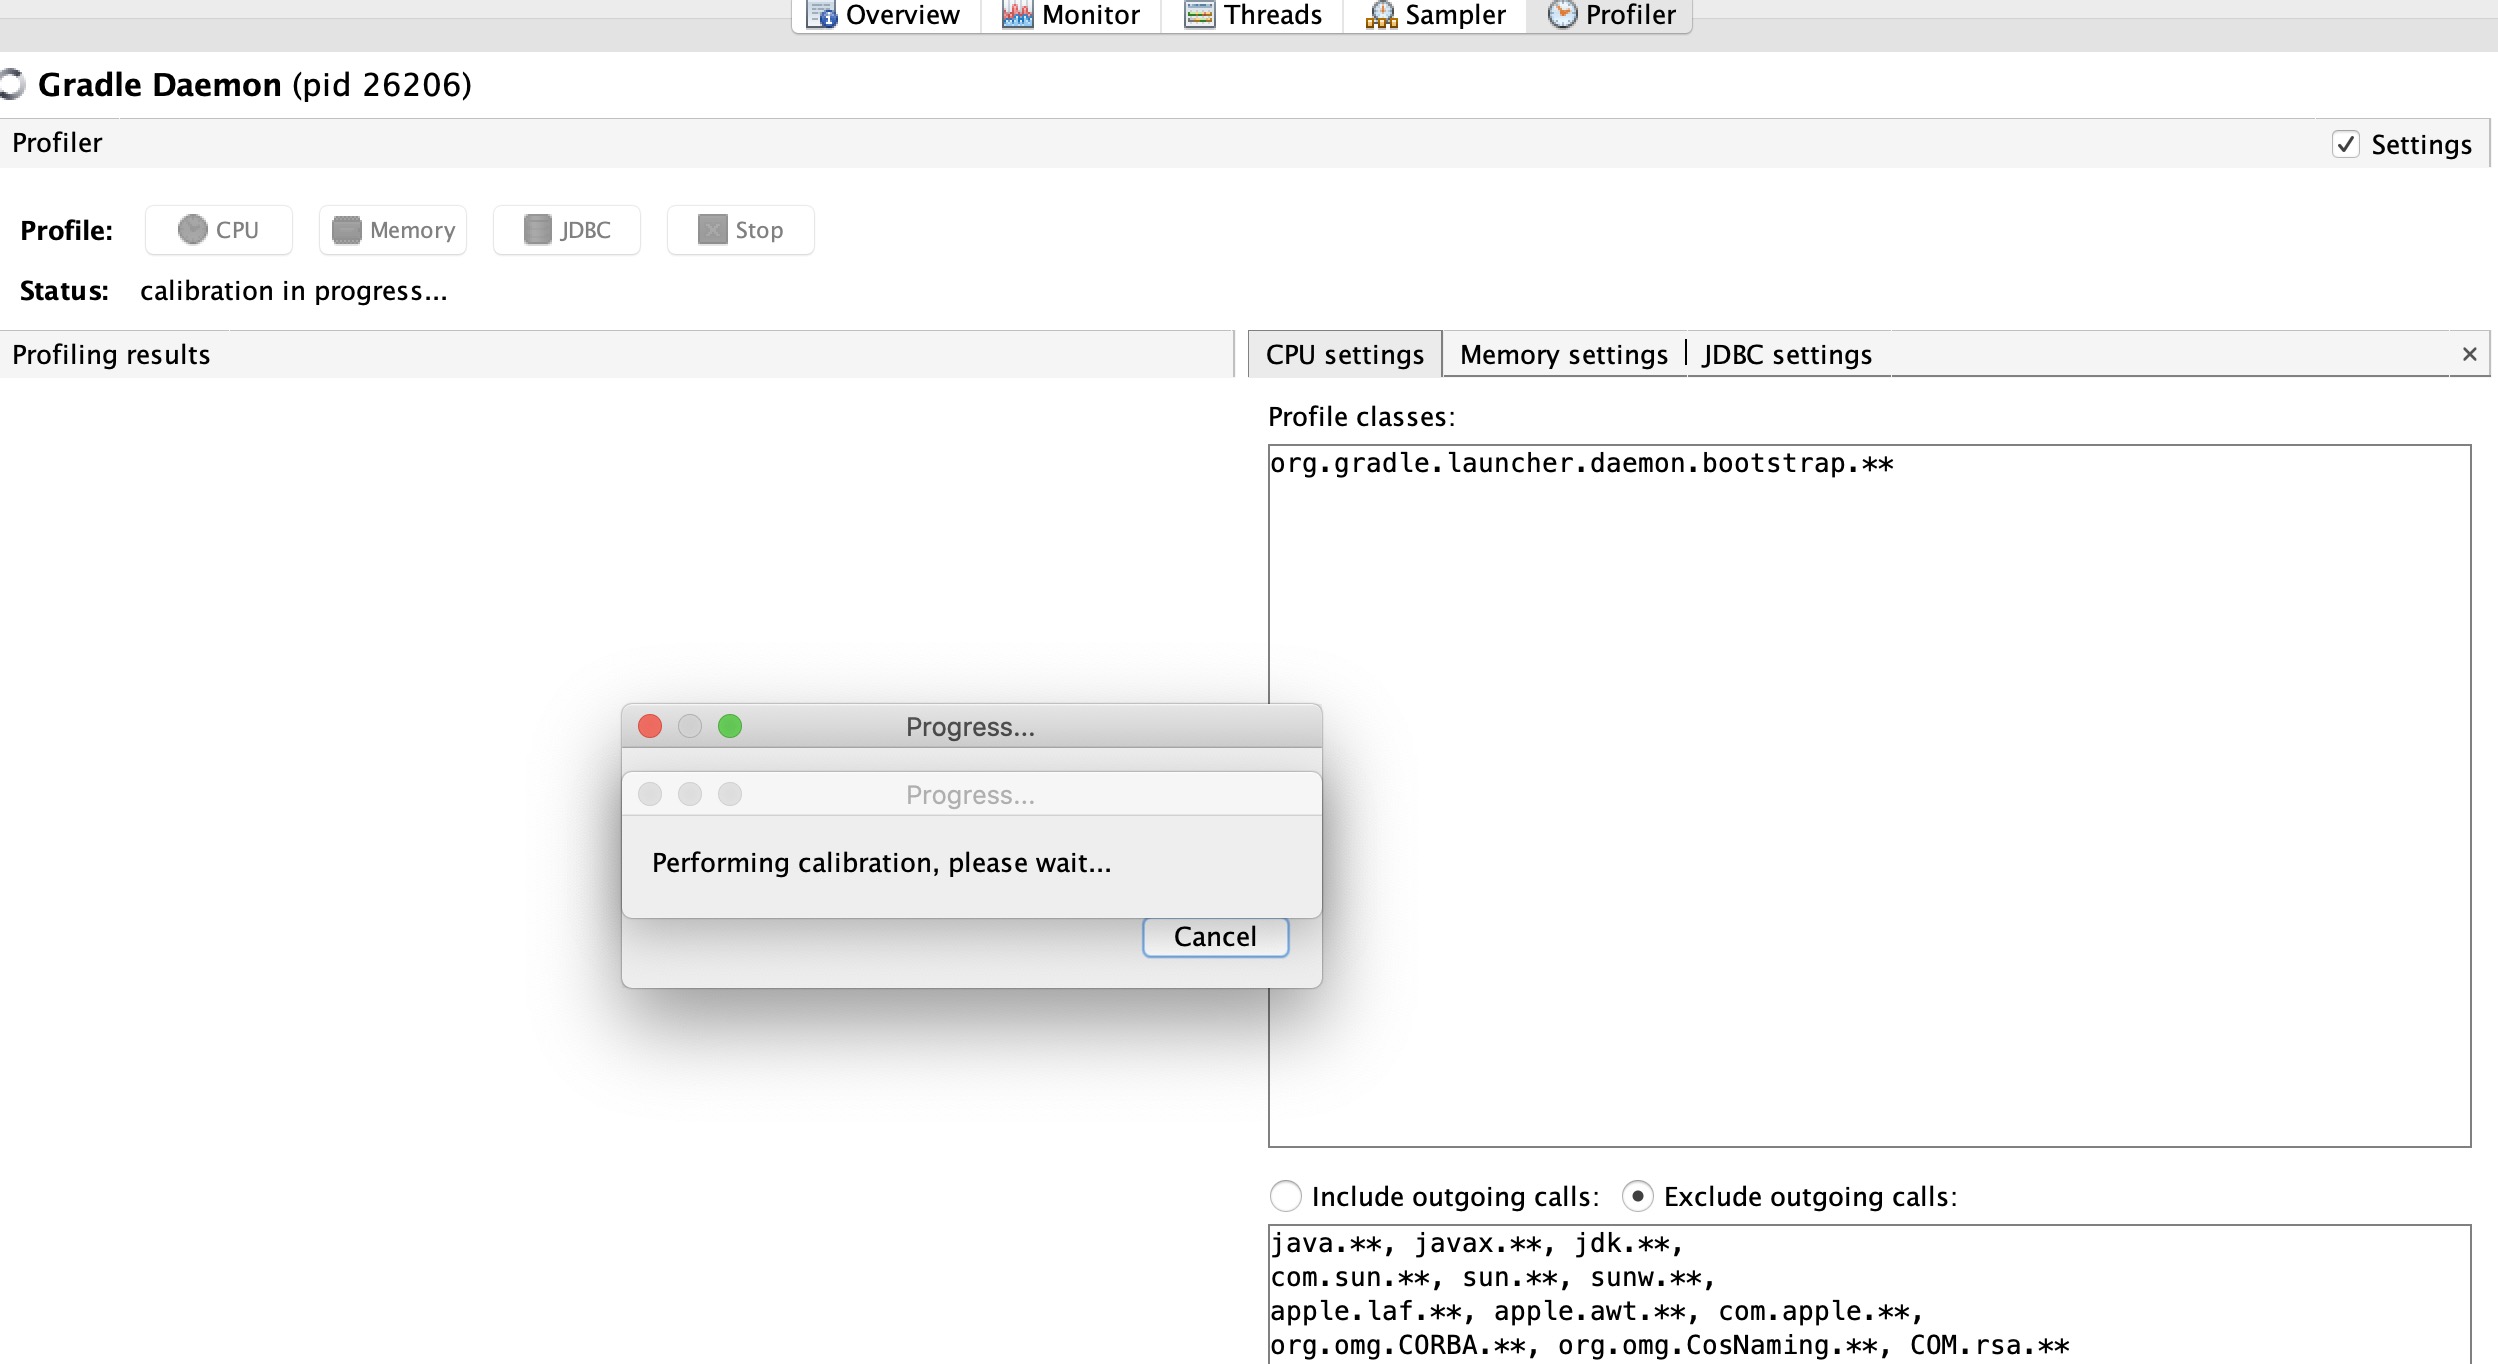 Overview Monitor Threads Sampler Profiler
Gradle Daemon (pid 26206)
Profiler Settings
Profile: CPU Memory JDBC Stop
Status: calibration in progress...
Profiling results CPU settings Memory settings JDBC settings
Profile classes:
org.gradle.launcher.daemon.bootstrap.**
Progress...
Progress...
Performing calibration, please wait...
Cancel
Include outgoing calls: Exclude outgoing calls:
java.**, javax.**, jdk.**,
com.sun.**, sun.**, sunw.**,
apple.laf.**, apple.awt.**, com.apple.**,
org.omg.CORBA.**, org.omg.CosNaming.**, COM.rsa.**